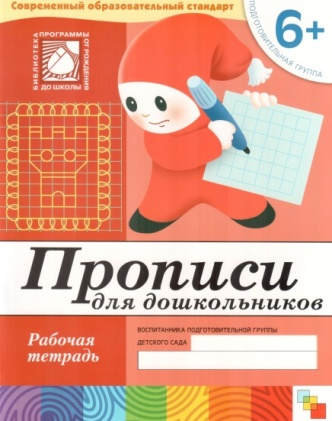 Современный образовательный стандарт
6+
ПОДГОТОВИТЕЛЬНАЯ ГРУППА
БИБЛИОТЕКА
ПРОГРАММЫ
ОТ РОЖДЕНИЯ
ДО ШКОЛЫ
Прописи
для дошкольников
Рабочая
тетрадь
ВОСПИТАННИКА ПОДГОТОВИТЕЛЬНОЙ ГРУППЫ
ДЕТСКОГО САДА